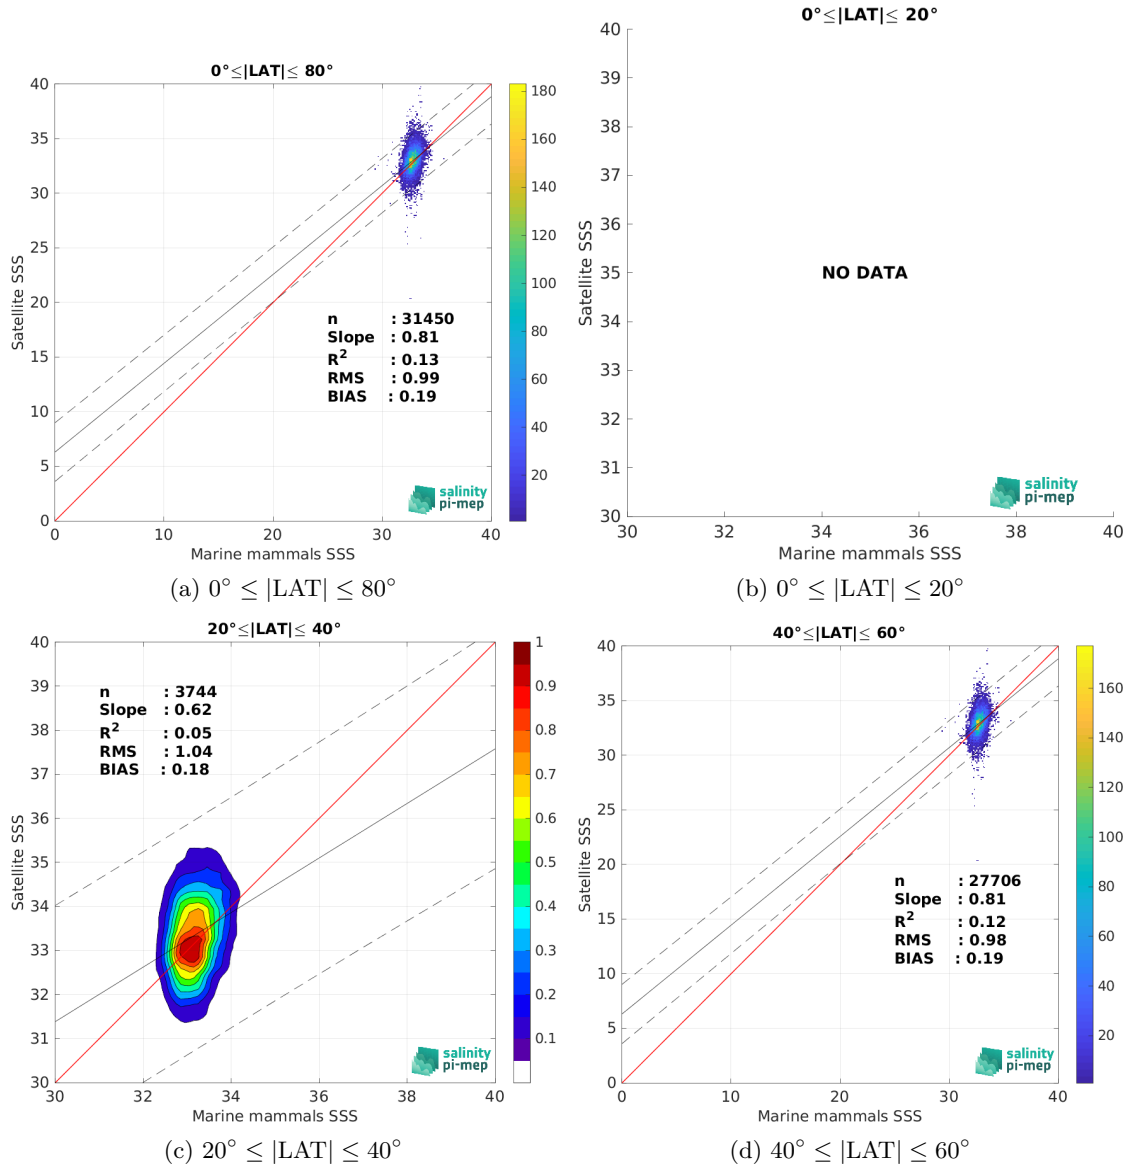 0°≤|LAT|≤ 80°
40
35
30
25
20
15
10
5
0
Satellite SSS
n : 31450
Slope : 0.81
R² : 0.13
RMS : 0.99
BIAS : 0.19
salinity
pi-mep
0 10 20 30 40
Marine mammals SSS
180
160
140
120
100
80
60
40
20
(a) 0° ≤ |LAT| ≤ 80°
0°≤|LAT|≤ 20°
40
39
38
37
36
35
34
33
32
31
30
Satellite SSS
NO DATA
salinity
pi-mep
30 32 34 36 38 40
Marine mammals SSS
(b) 0° ≤ |LAT| ≤ 20°
20°≤|LAT|≤ 40°
40
39
38
37
36
35
34
33
32
31
30
Satellite SSS
n : 3744
Slope : 0.62
R² : 0.05
RMS : 1.04
BIAS : 0.18
salinity
pi-mep
30 32 34 36 38 40
Marine mammals SSS
1
0.9
0.8
0.7
0.6
0.5
0.4
0.3
0.2
0.1
(c) 20° ≤ |LAT| ≤ 40°
40°≤|LAT|≤ 60°
40
35
30
25
20
15
10
5
0
Satellite SSS
n : 27706
Slope : 0.81
R² : 0.12
RMS : 0.98
BIAS : 0.19
salinity
pi-mep
0 10 20 30 40
Marine mammals SSS
160
140
120
100
80
60
40
20
(d) 40° ≤ |LAT| ≤ 60°